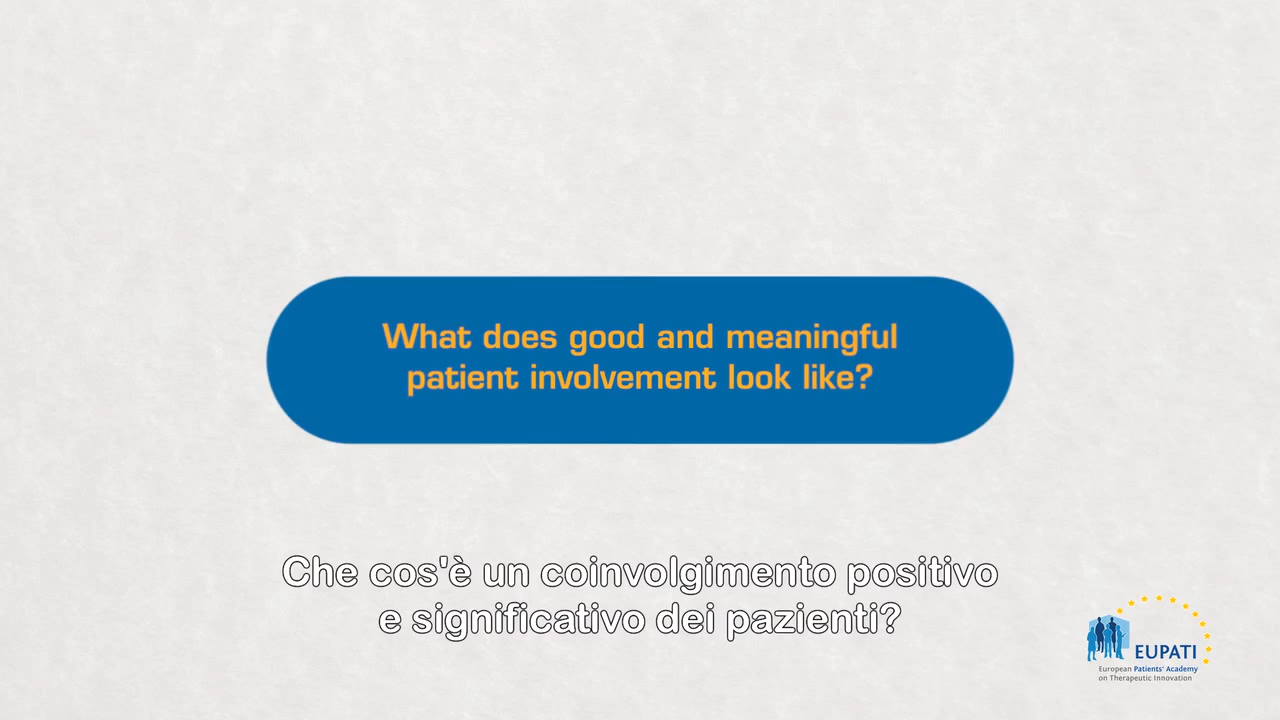 What does good and meaningful
patient involvement look like?
Che cos'è un coinvolgimento positivo
e significativo dei pazienti?
EUPATI
European Patients' Academy
on Therapeutic Innovation